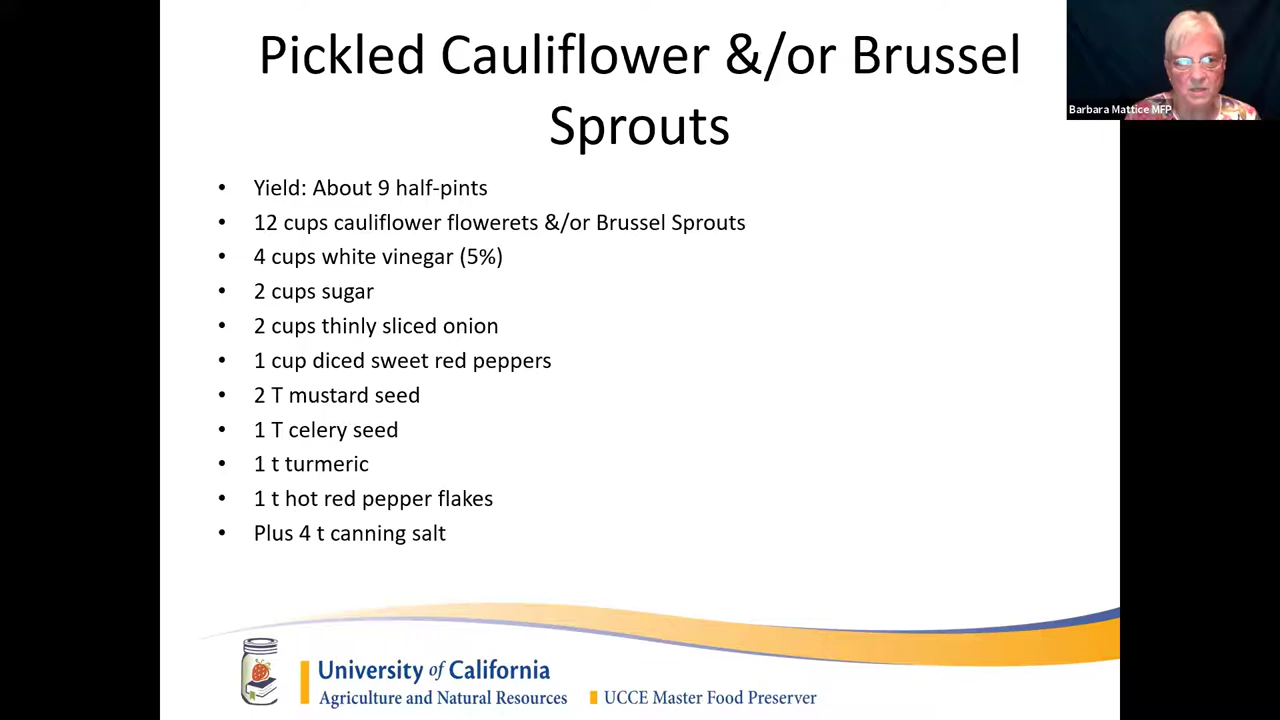 Pickled Cauliflower &/or Brussel
Sprouts
Barbara Mattice MFP
• Yield: About 9 half-pints
• 12 cups cauliflower flowerets &/or Brussel Sprouts
• 4 cups white vinegar (5%)
• 2 cups sugar
• 2 cups thinly sliced onion
• 1 cup diced sweet red peppers
• 2 T mustard seed
• 1 T celery seed
• 1 t turmeric
• 1 t hot red pepper flakes
• Plus 4 t canning salt
University of California
Agriculture and Natural Resources
UCCE Master Food Preserver